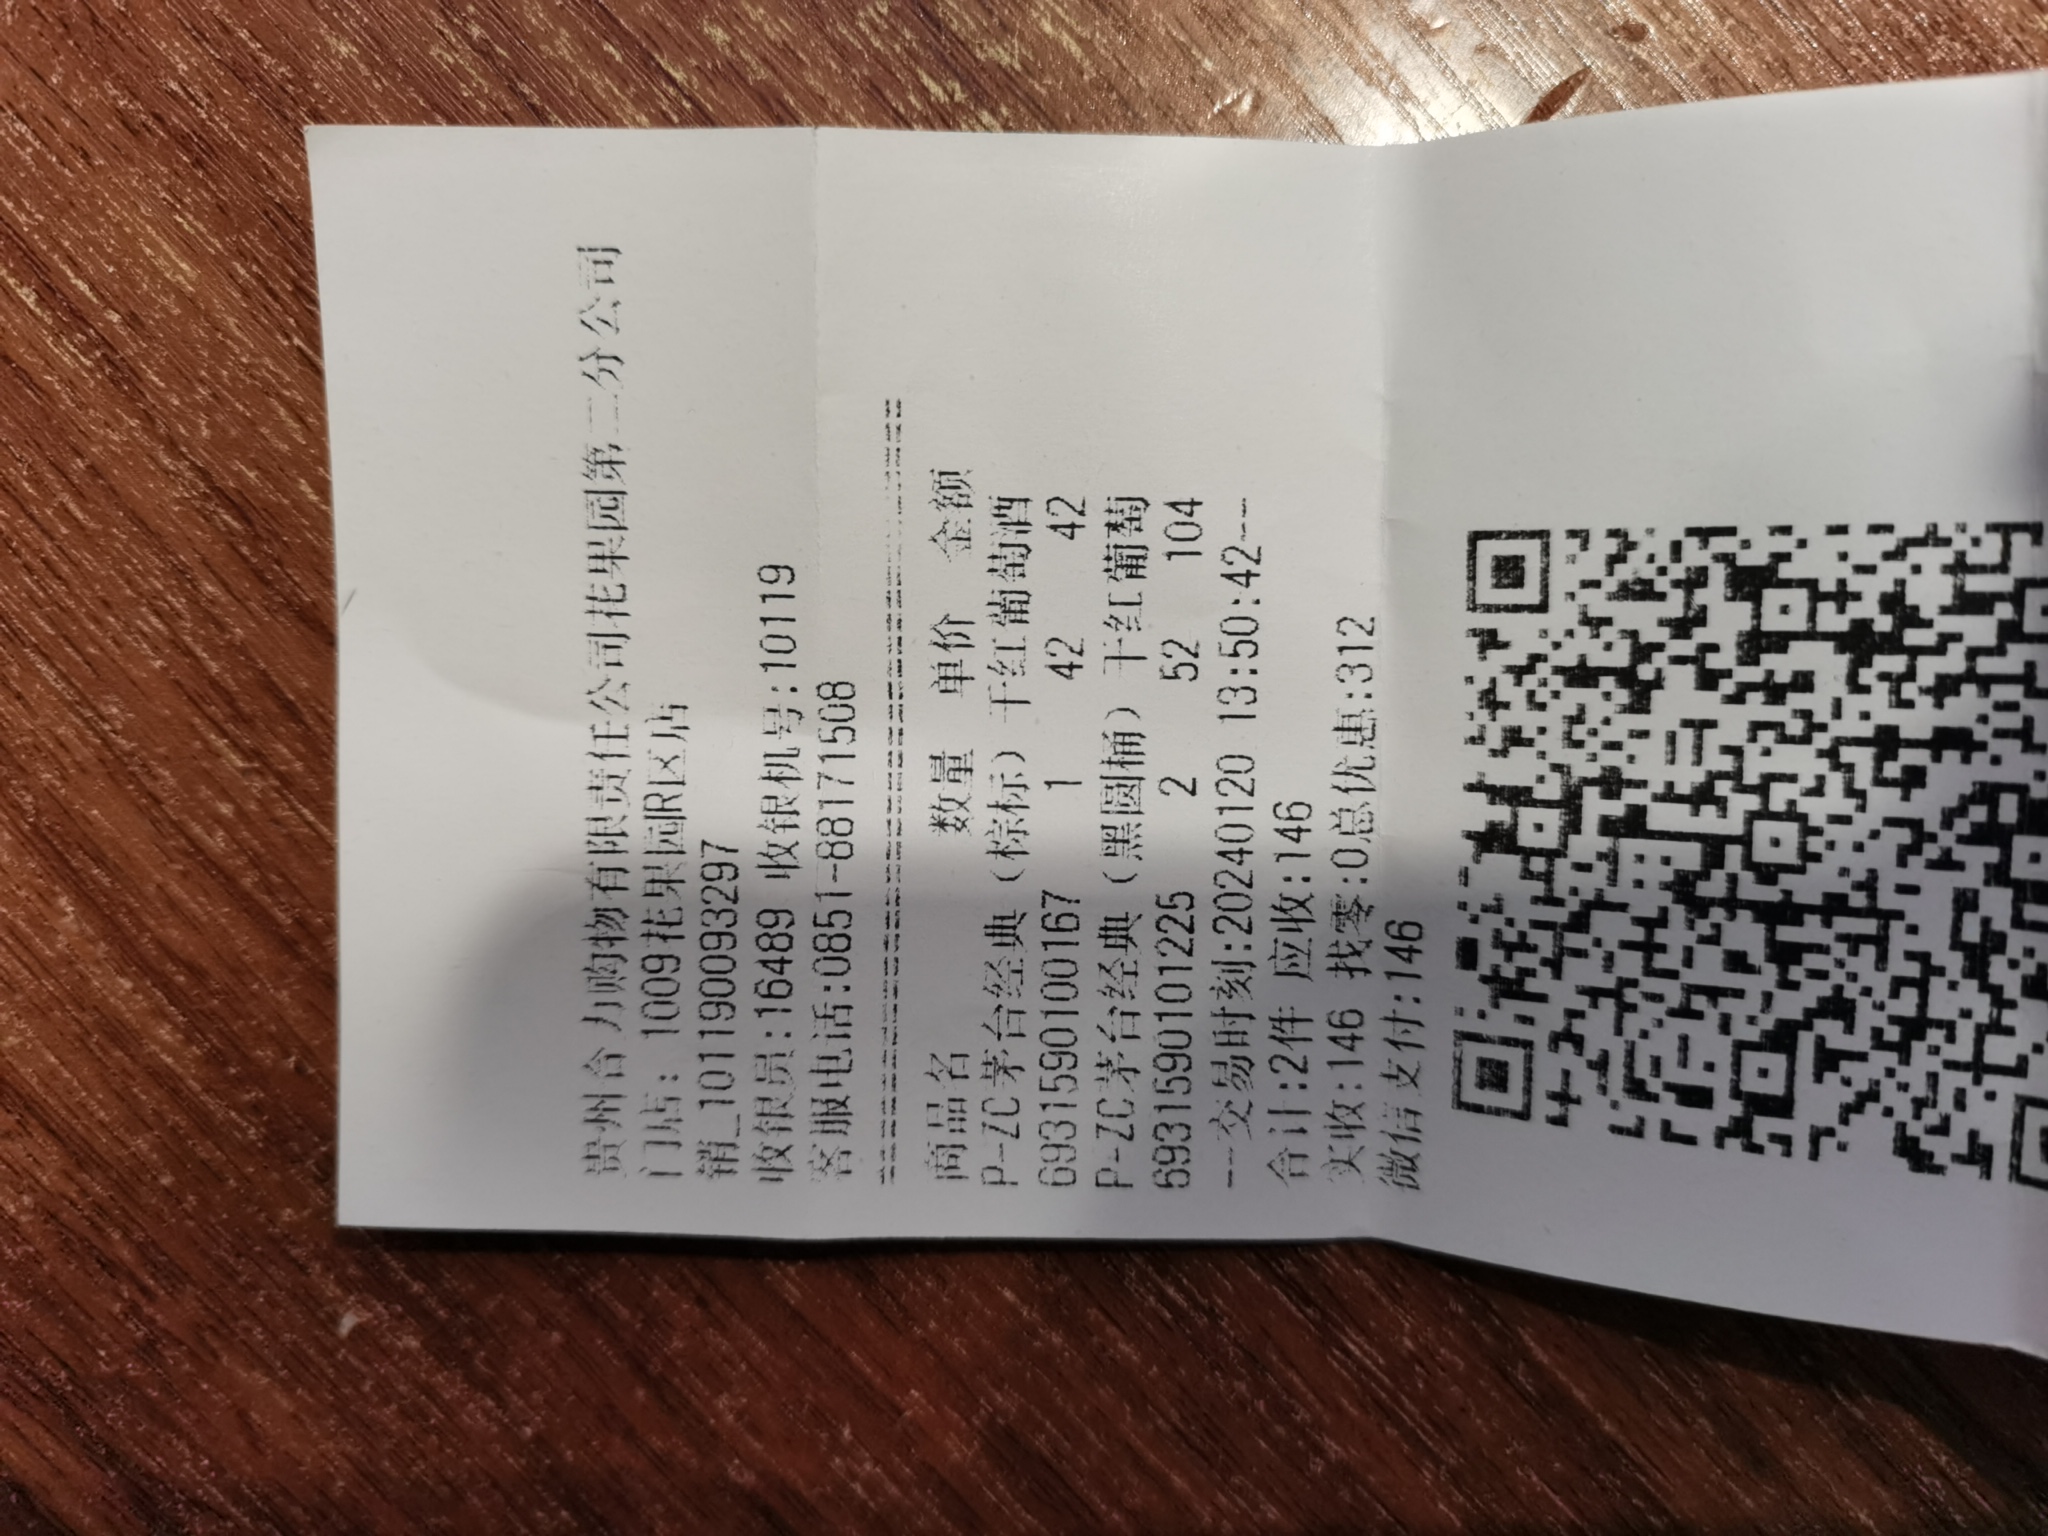 贵州合力购物有限责任公司花果园第二分公司
门店: 1009花果园R区店
销_1011900093297
收银员:16489 收银机号:10119
客服电话:0851-88171508
================================
商品名 数量 单价 金额
P-ZC茅台经典(棕标)干红葡萄酒
6931590100167 1 42 42
P-ZC茅台经典(黑圆桶)干红葡萄
6931590101225 2 52 104
--交易时刻:20240120 13:50:42--
合计:2件 应收:146
实收:146 找零:0总优惠:312
微信支付:146